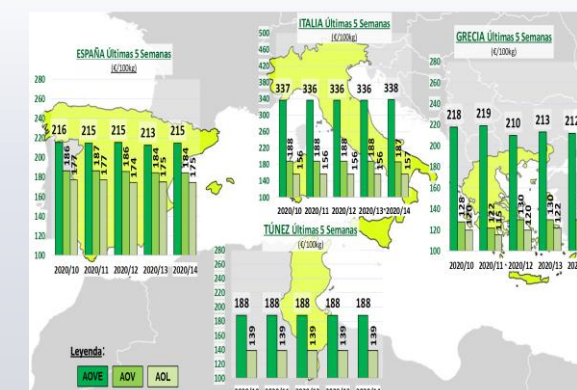 ESPAÑA Últimas 5 Semanas
(€/100kg)
280
260
240
220
200
180
160
140
120
100
216 215 215 213 215
186 177 187 177 186 174 184 175 184 175
2020/10 2020/11 2020/12 2020/13 2020/14
ITALIA Últimas 5 Semanas
(€/100kg)
500
460
420
380
340
300
260
220
180
140
100
337 336 336 336 338
188 156 188 156 188 156 188 156 187 157
2020/10 2020/11 2020/12 2020/13 2020/14
GRECIA Últimas 5 Semanas
(€/100kg)
280
260
240
220
200
180
160
140
120
100
218 219 210 213 212
128 120 122 115 130 120 130 122
2020/10 2020/11 2020/12 2020/13
TÚNEZ Últimas 5 Semanas
(€/100kg)
280
260
240
220
200
180
160
140
120
100
188 188 188 188 188
139 139 139 139 139
Leyenda:
AOVE AOV AOL